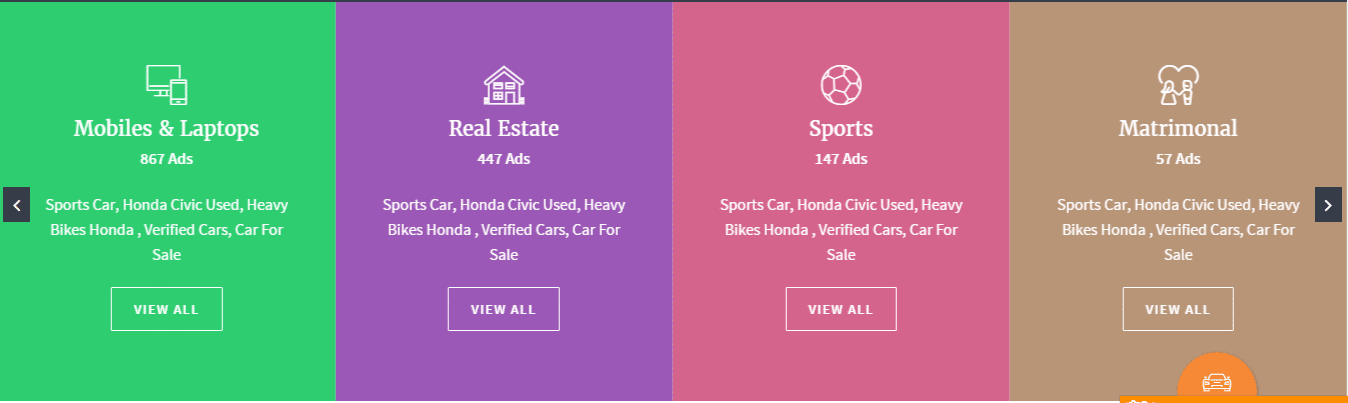 Mobiles & Laptops
867 Ads
Sports Car, Honda Civic Used, Heavy
Bikes Honda , Verified Cars, Car For
Sale
VIEW ALL
Real Estate
447 Ads
Sports Car, Honda Civic Used, Heavy
Bikes Honda , Verified Cars, Car For
Sale
VIEW ALL
Sports
147 Ads
Sports Car, Honda Civic Used, Heavy
Bikes Honda , Verified Cars, Car For
Sale
VIEW ALL
Matrimonal
57 Ads
Sports Car, Honda Civic Used, Heavy
Bikes Honda , Verified Cars, Car For
Sale
VIEW ALL